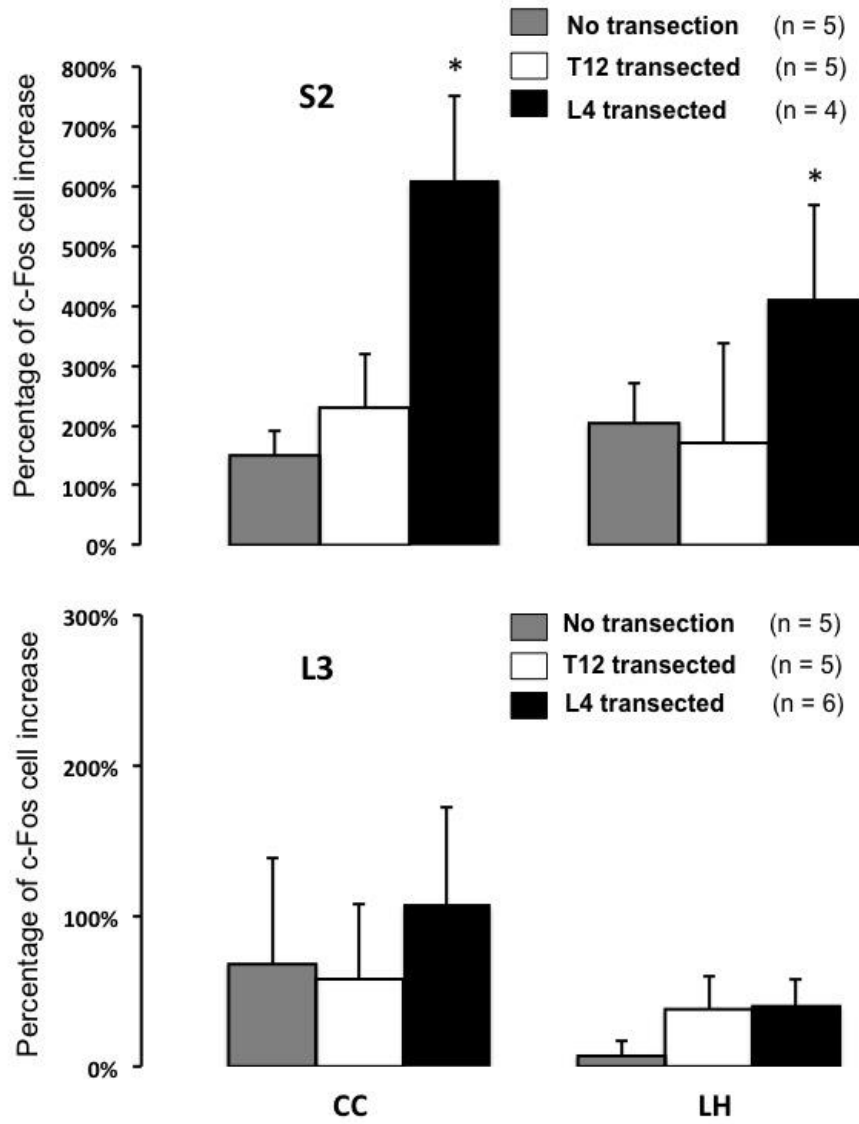 No transection (n = 5)
T12 transected (n = 5)
L4 transected (n = 4)
S2
Percentage of c-Fos cell increase
800%
700%
600%
500%
400%
300%
200%
100%
0%
*
*
No transection (n = 5)
T12 transected (n = 5)
L4 transected (n = 6)
L3
Percentage of c-Fos cell increase
300%
200%
100%
0%
CC LH